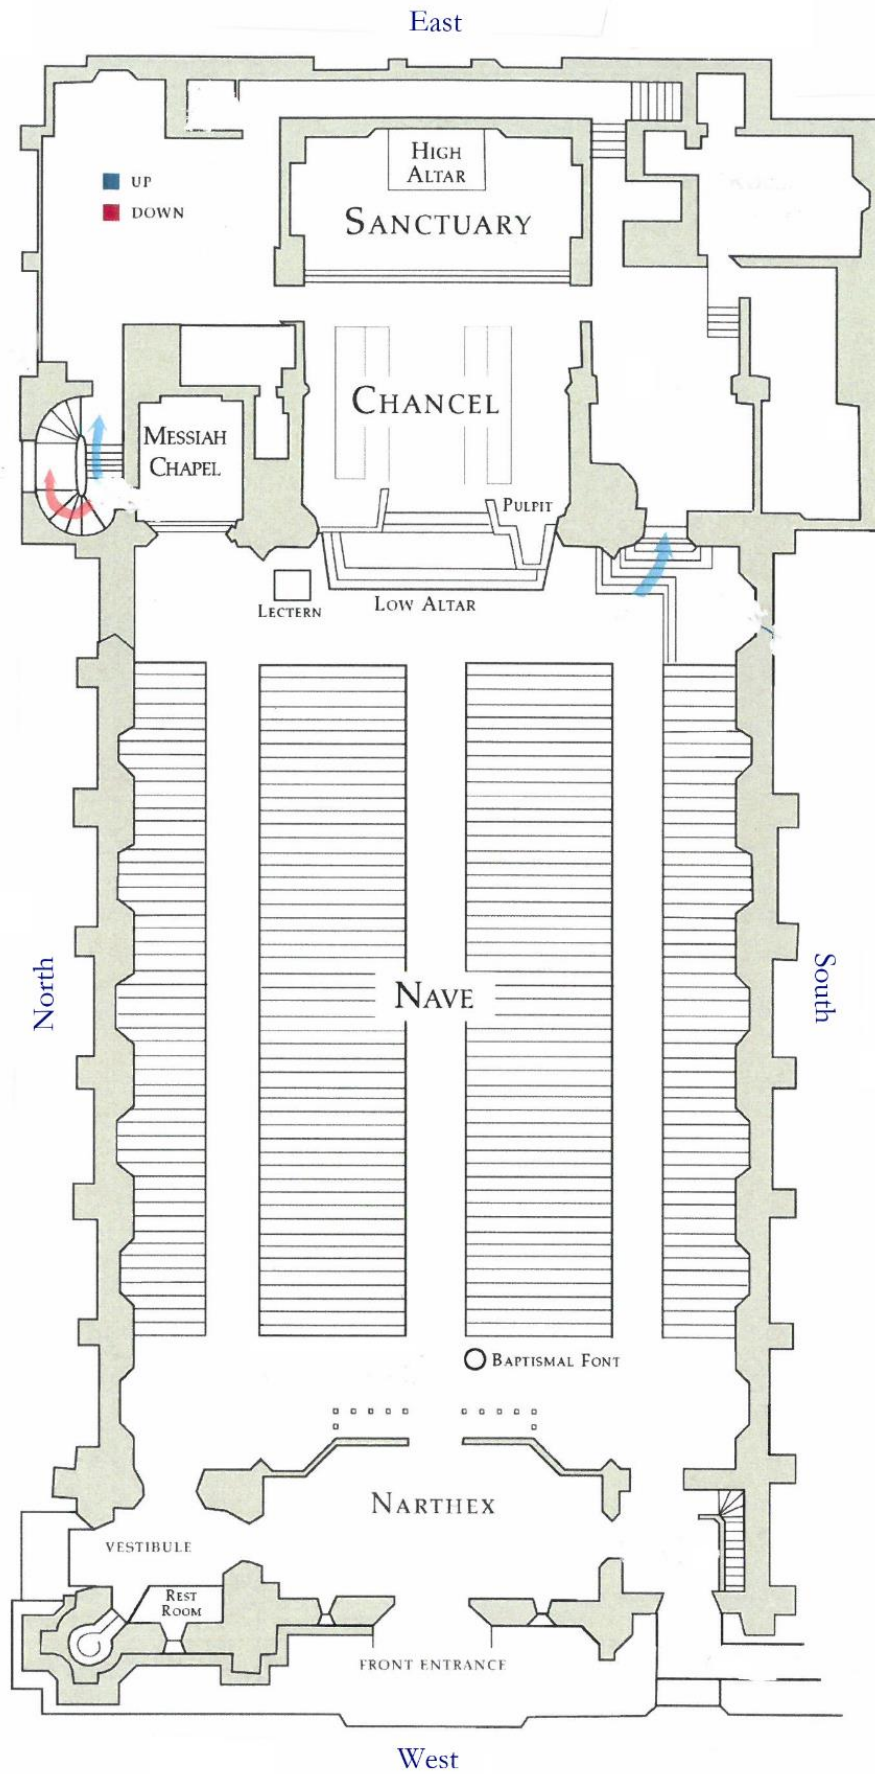 East
HIGH
ALTAR
UP
DOWN
SANCTUARY
CHANCEL
MESSIAH
CHAPEL
PULPIT
LECTERN
LOW ALTAR
North
NAVE
South
BAPTISMAL FONT
NARTHEX
VESTIBULE
REST
ROOM
FRONT ENTRANCE
West